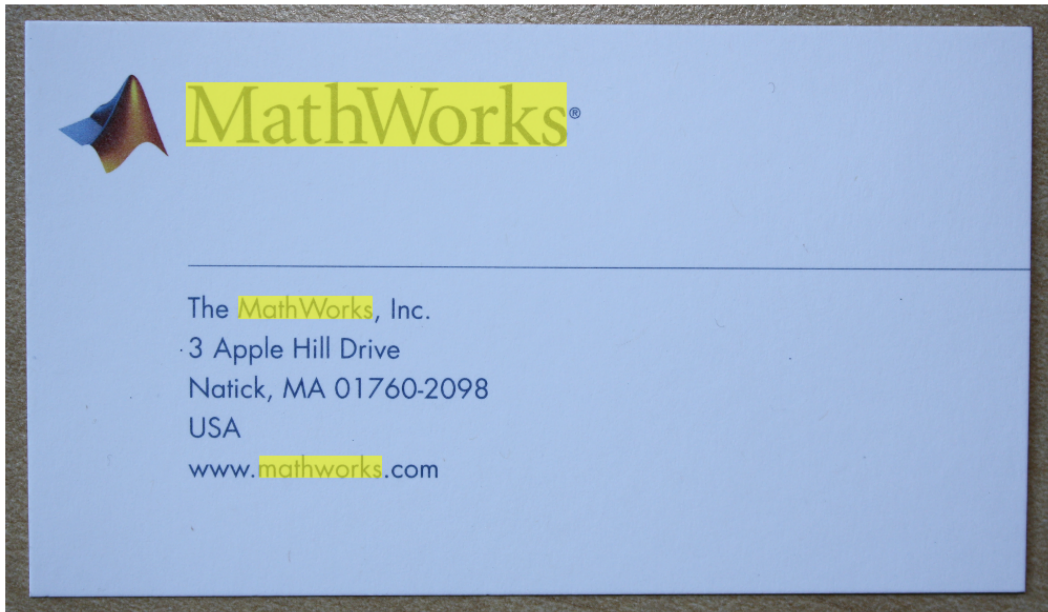 MathWorks®
The MathWorks, Inc.
3 Apple Hill Drive
Natick, MA 01760-2098
USA
www.mathworks.com